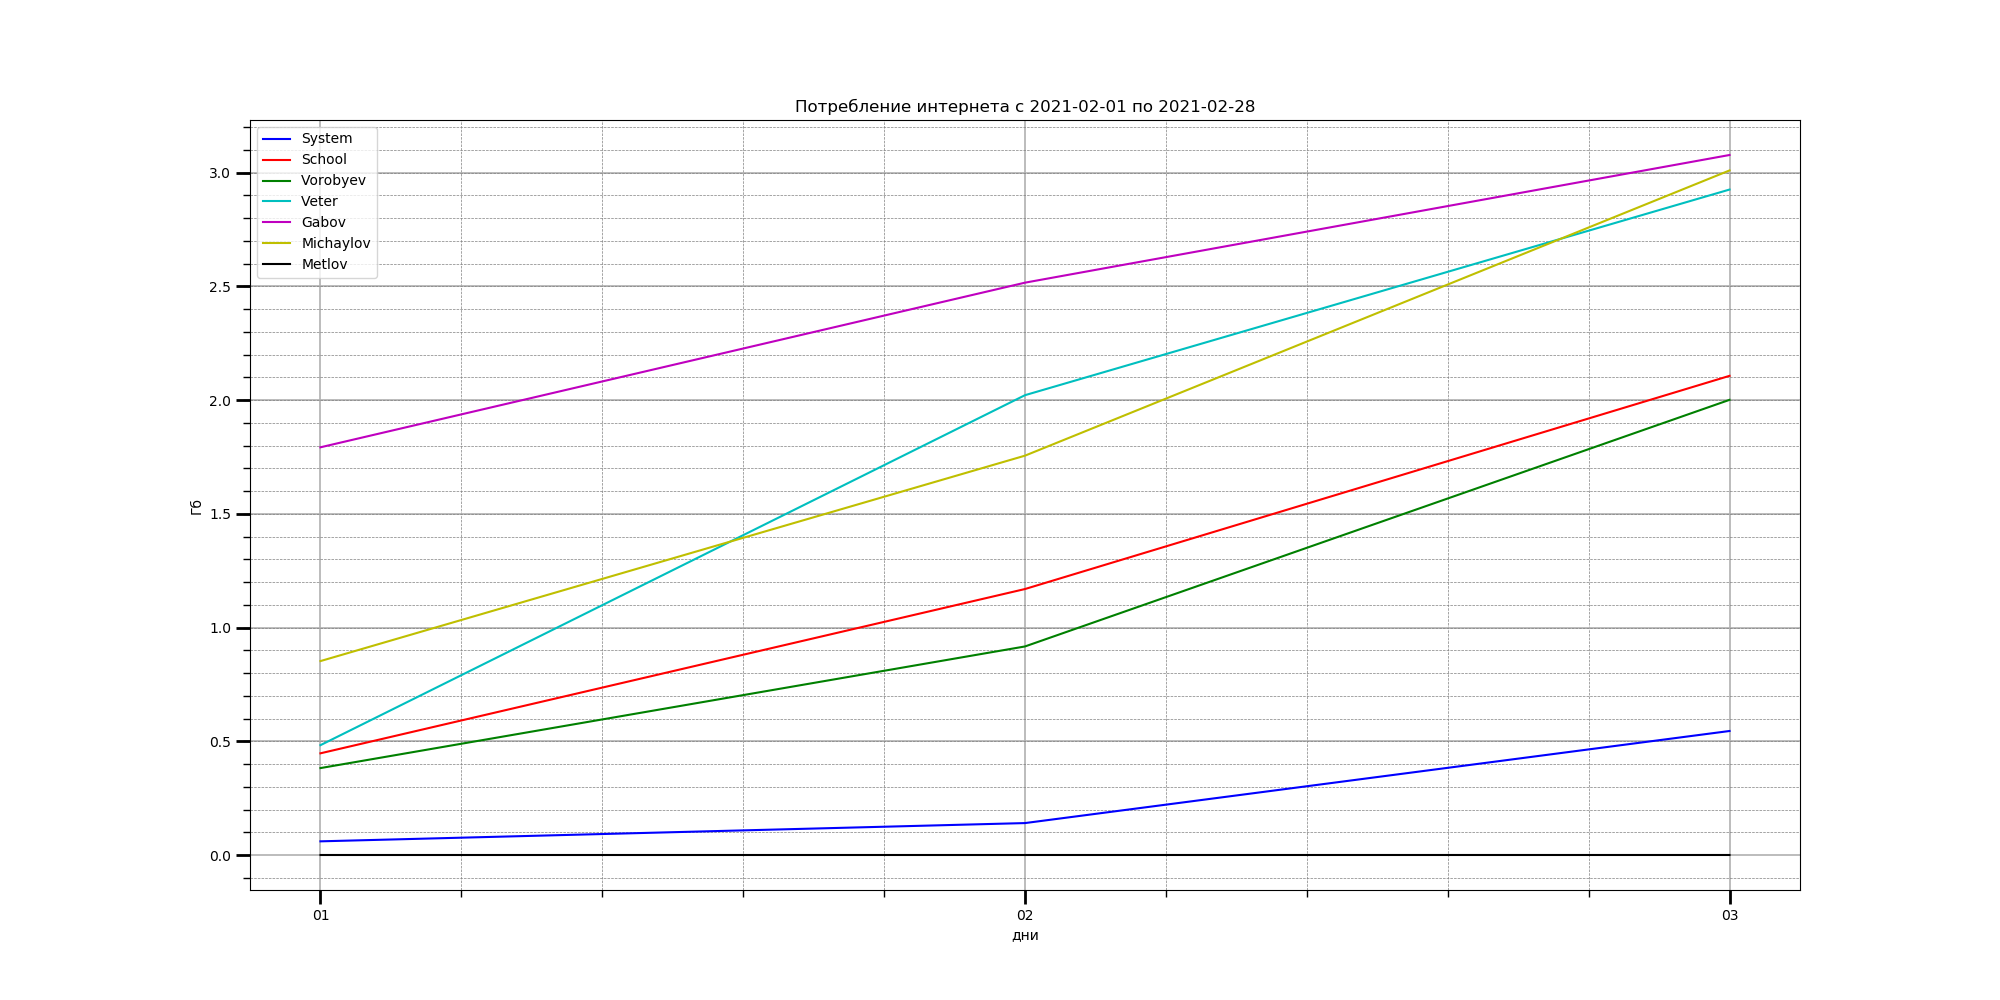 Потребление интернета с 2021-02-01 по 2021-02-28
System
School
Vorobyev
Veter
Gabov
Michaylov
Metlov
3.0
2.5
2.0
1.5
1.0
0.5
0.0
Гб
01 02 03
дни